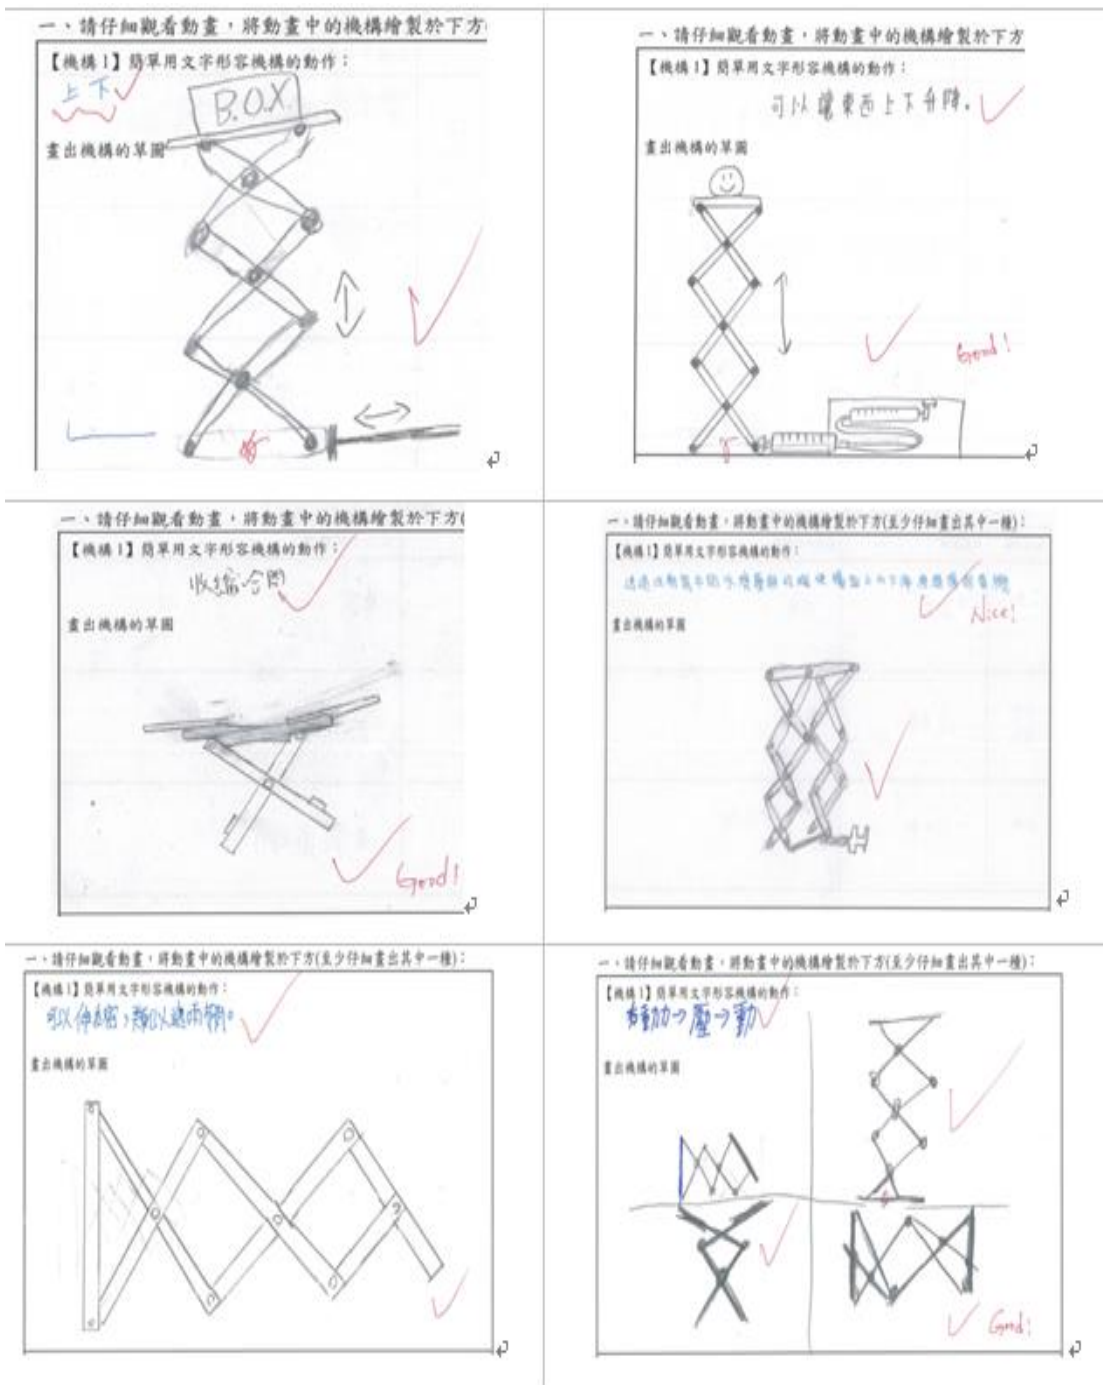 一、請仔細觀看動畫，將動畫中的機構繪製於下方(
【機構1】簡單用文字形容機構的動作：
上下
B.O.X
畫出機構的草圖
一、請仔細觀看動畫，將動畫中的機構繪製於下方
【機構1】簡單用文字形容機構的動作：
可以讓東西上下升降。
畫出機構的草圖
Good!
一、請仔細觀看動畫，將動畫中的機構繪製於下方(
【機構1】簡單用文字形容機構的動作：
收縮合閉
畫出機構的草圖
Good!
一、請仔細觀看動畫，將動畫中的機構繪製於下方(至少仔細畫出其中一種)：
【機構1】簡單用文字形容機構的動作：
Nice!
畫出機構的草圖
一、請仔細觀看動畫，將動畫中的機構繪製於下方(至少仔細畫出其中一種)：
【機構1】簡單用文字形容機構的動作：
可以伸縮，類似
畫出機構的草圖
一、請仔細觀看動畫，將動畫中的機構繪製於下方(至少仔細畫出其中一種)：
【機構1】簡單用文字形容機構的動作：
有動力→壓→動
畫出機構的草圖
Good!